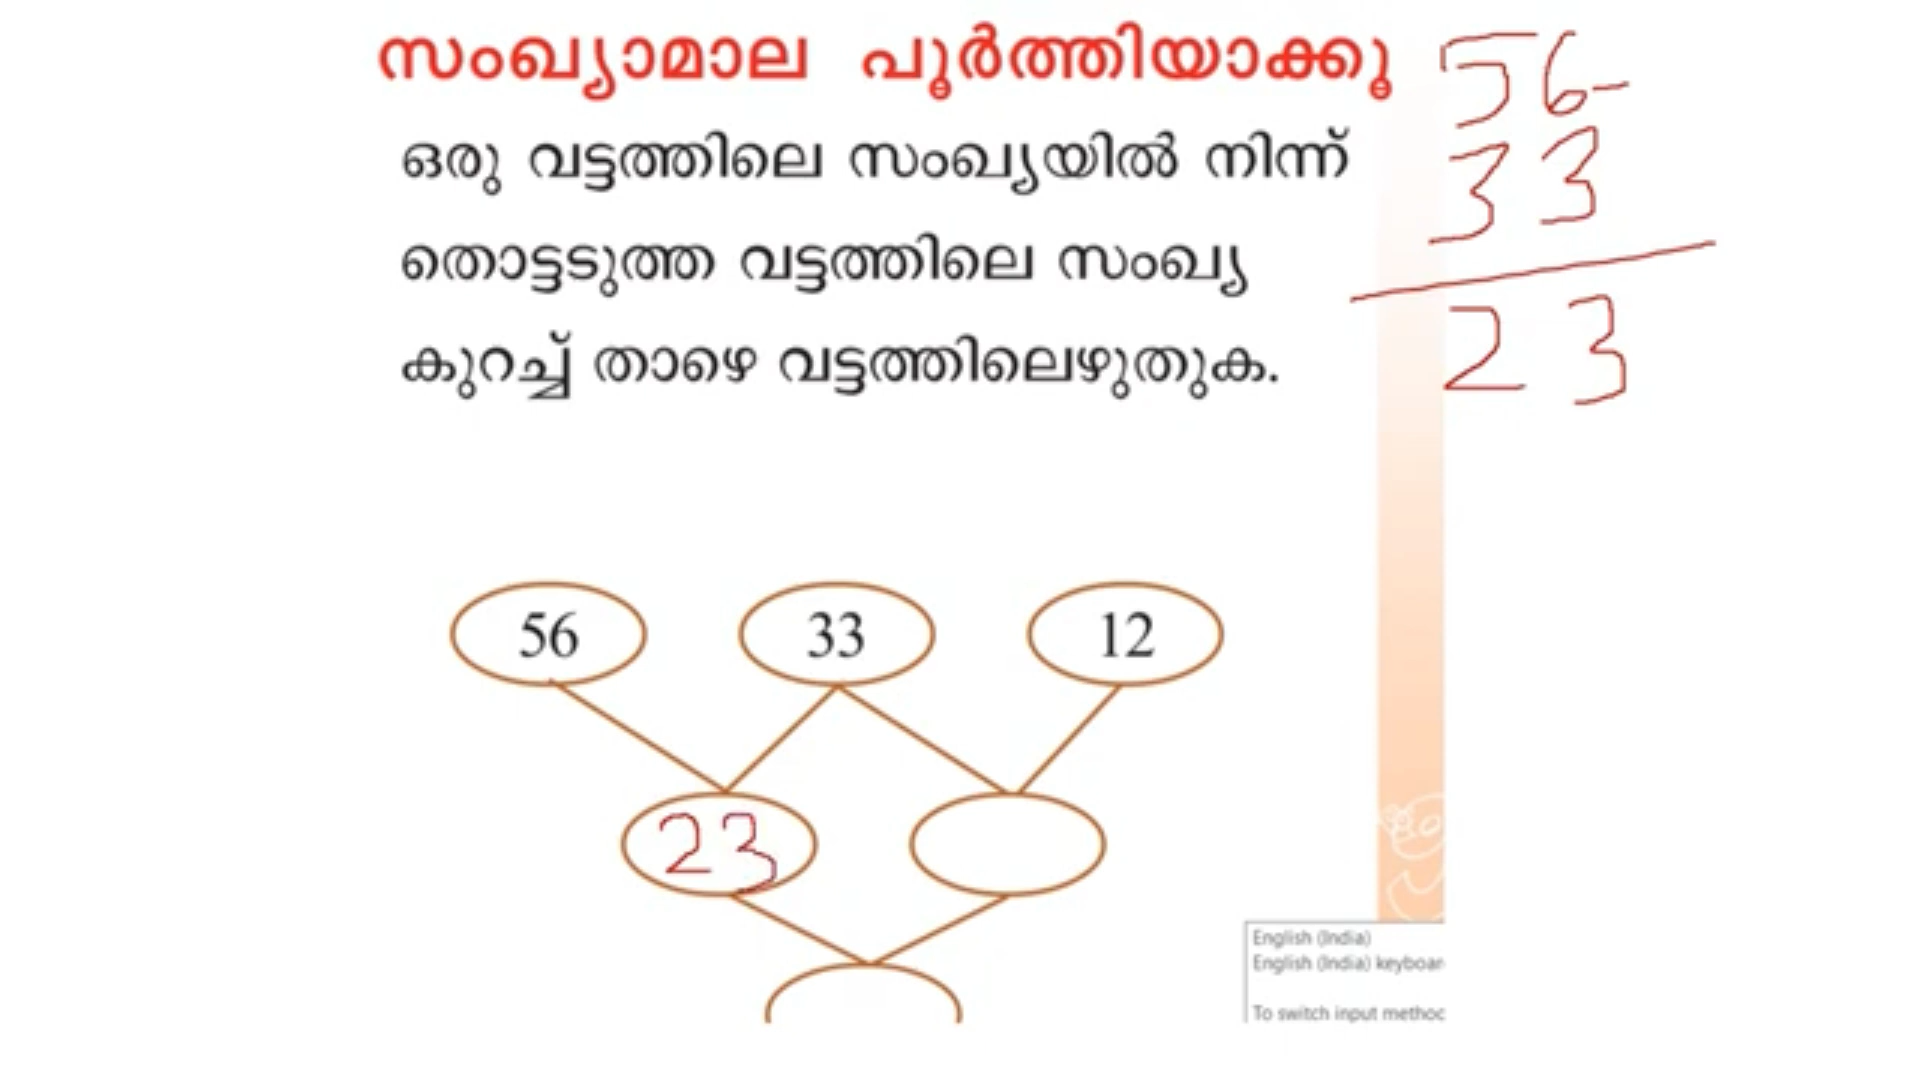 സംഖ്യാമാല പൂർത്തിയാക്കൂ
ഒരു വട്ടത്തിലെ സംഖ്യയിൽ നിന്ന്
തൊട്ടടുത്ത വട്ടത്തിലെ സംഖ്യ
കുറച്ച് താഴെ വട്ടത്തിലെഴുതുക.
56-
33
23
56 33 12
23
English (India)
English (India) keyboar
To switch input method